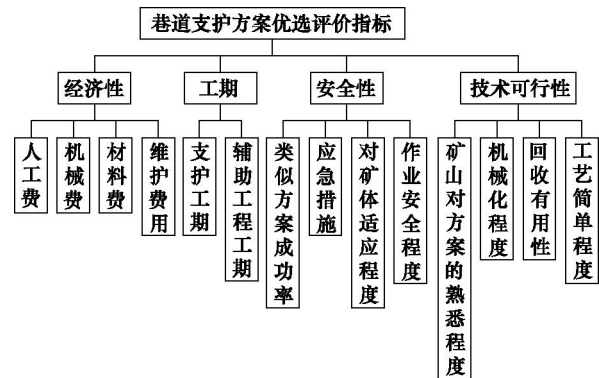 巷道支护方案优选评价指标
经济性
工期
安全性
技术可行性
人工费
机械费
材料费
维护费用
支护工期
辅助工程工期
类似方案成功率
应急措施
对矿体适应程度
作业安全程度
矿山对方案的熟悉程度
机械化程度
回收有用性
工艺简单程度